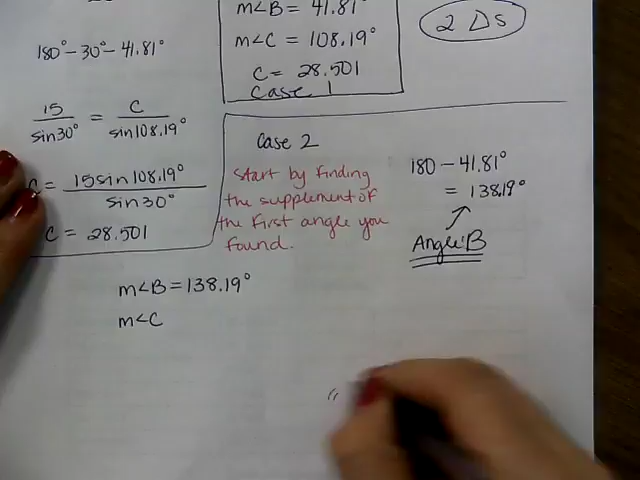 m∠B = 41.81°
m∠C = 108.19°
C = 28.501
Case 1
2 ΔS
180° - 30° - 41.81°
15 / sin30° = C / sin108.19°
C = 15sin108.19° / sin30°
C = 28.501
Case 2
Start by finding
the supplement of
the first angle you
found.
180 - 41.81°
= 138.19°
Angle B
m∠B = 138.19°
m∠C